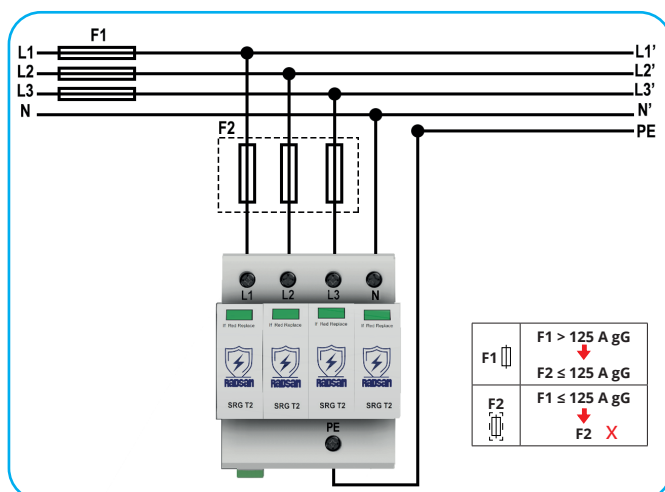 F1
L1
L1’
L2
L2’
L3
L3’
N
N’
F2
PE
L1 L2 L3 N
If Red Replace If Red Replace If Red Replace If Red Replace
RADSAN RADSAN RADSAN RADSAN
SRG T2 SRG T2 SRG T2 SRG T2
PE
F1 F1 > 125 A gG
F2 ≤ 125 A gG
F2 F1 ≤ 125 A gG
F2 X